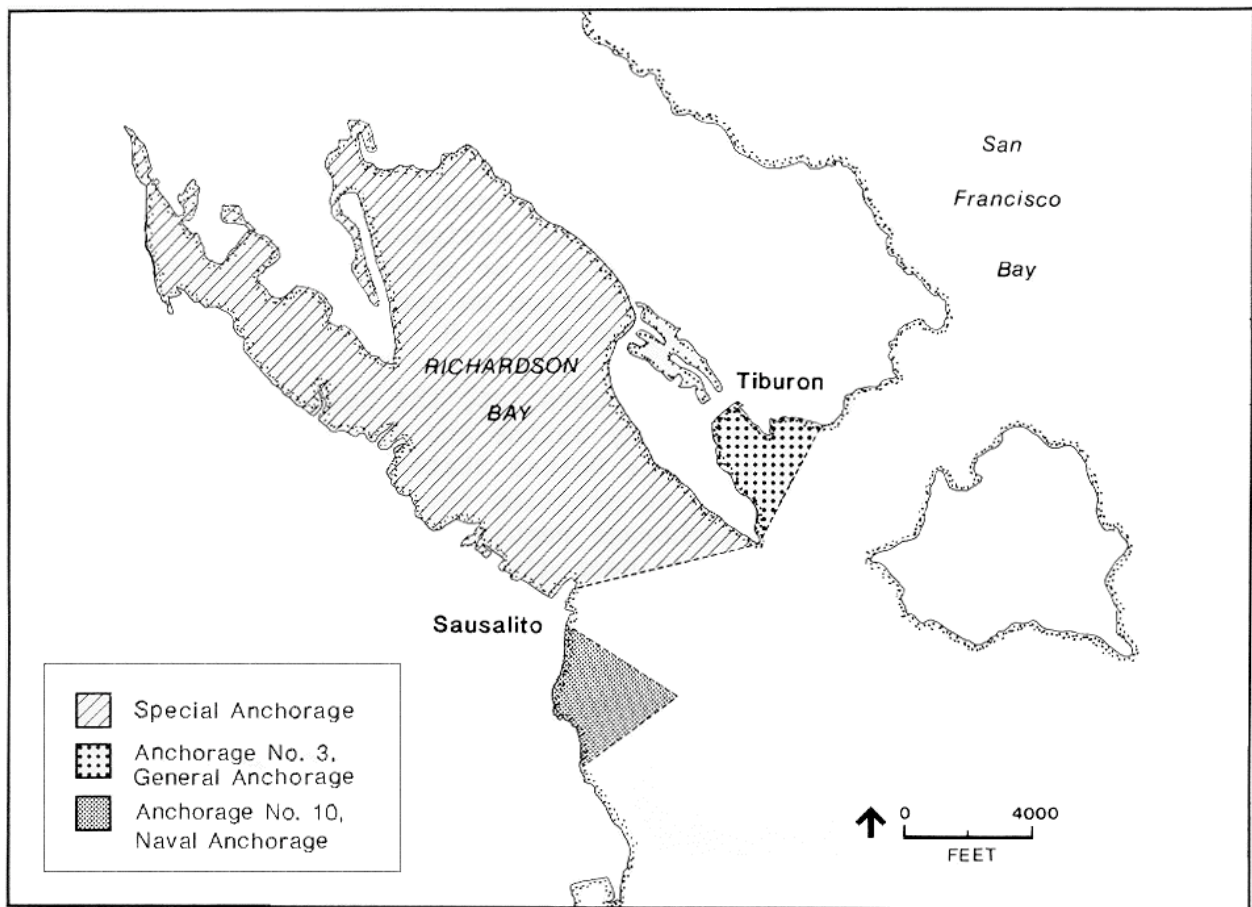 San
Francisco
Bay
RICHARDSON
BAY
Tiburon
Sausalito
Special Anchorage
Anchorage No. 3,
General Anchorage
Anchorage No. 10,
Naval Anchorage
0 4000
FEET